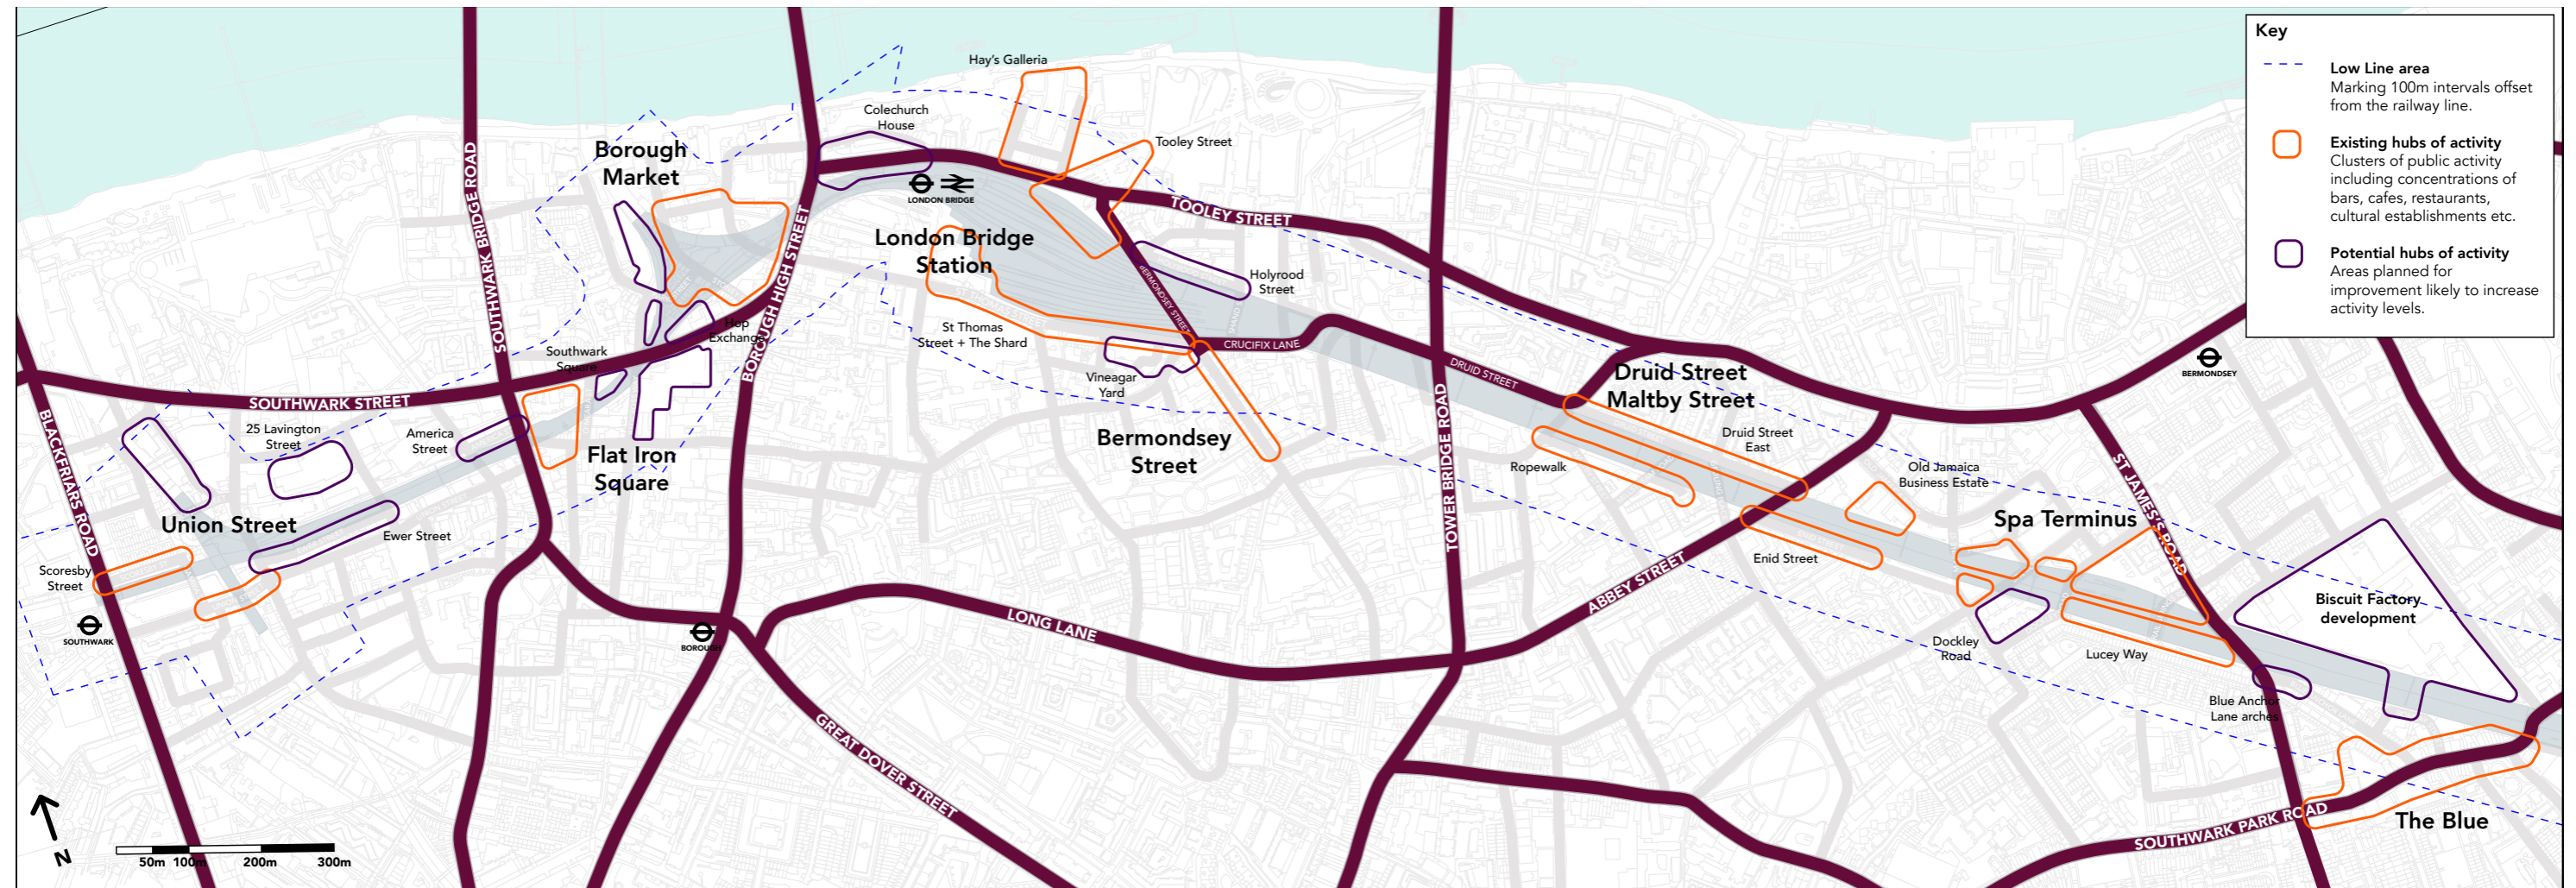 Key
Low Line area
Marking 100m intervals offset
from the railway line.
Existing hubs of activity
Clusters of public activity
including concentrations of
bars, cafes, restaurants,
cultural establishments etc.
Potential hubs of activity
Areas planned for
improvement likely to increase
activity levels.
Hay's Galleria
Colechurch
House
Tooley Street
Borough
Market
LONDON BRIDGE
SOUTHWARK BRIDGE ROAD
BOROUGH HIGH STREET
TOOLEY STREET
London Bridge
Station
BERMONDSEY STREET
Holyrood
Street
Hop
Exchange
St Thomas
Street + The Shard
CRUCIFIX LANE
Southwark
Square
Vineagar
Yard
DRUID STREET
Druid Street
Maltby Street
BERMONDSEY
SOUTHWARK STREET
BLACKFRIARS ROAD
25 Lavington
Street
America
Street
Flat Iron
Square
Bermondsey
Street
TOWER BRIDGE ROAD
Druid Street
East
Ropewalk
Old Jamaica
Business Estate
ST JAMES'S ROAD
Union Street
Ewer Street
Spa Terminus
Enid Street
Scoresby
Street
SOUTHWARK
ABBEY STREET
LONG LANE
BOROUGH
Dockley
Road
Lucey Way
Biscuit Factory
development
Blue Anchor
Lane arches
GREAT DOVER STREET
SOUTHWARK PARK ROAD
The Blue
N
50m 100m 200m 300m